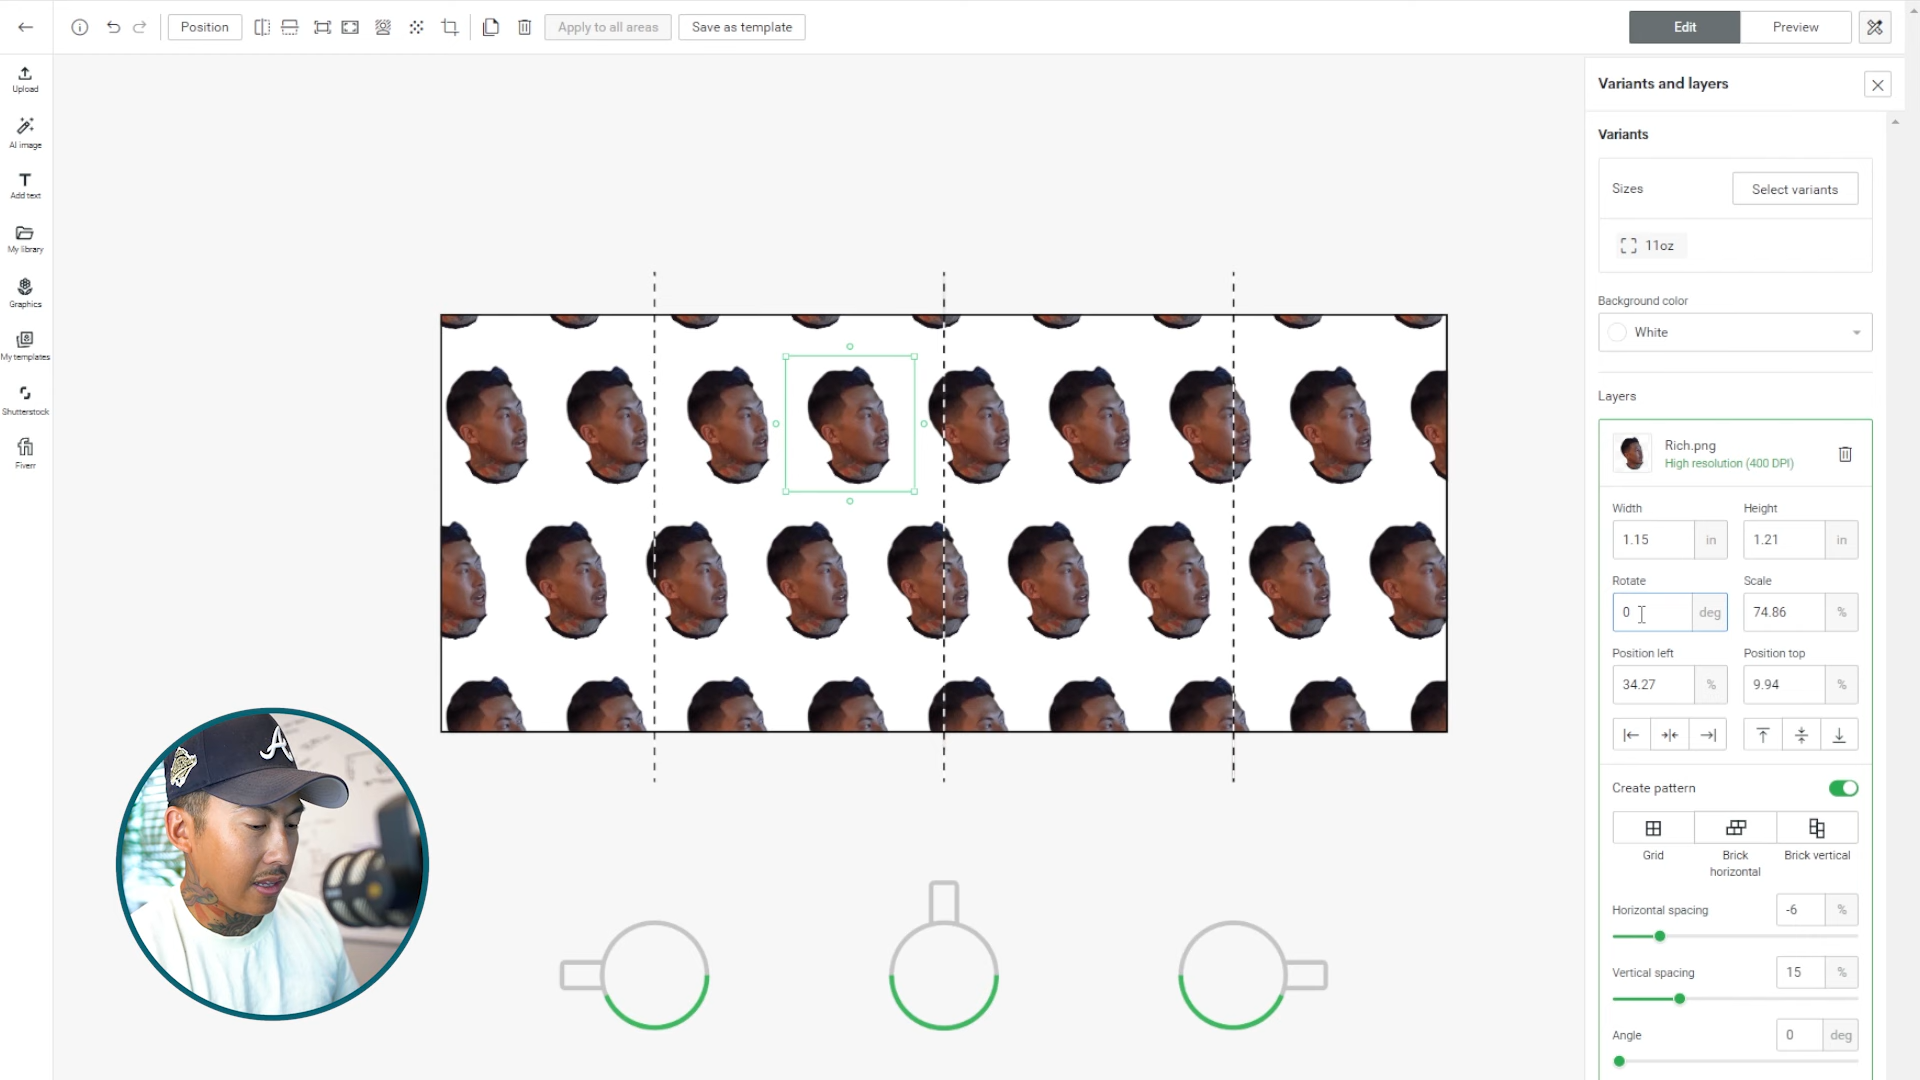 Position
Apply to all areas
Save as template
Edit
Preview
Upload
AI image
Add text
My library
Graphics
My templates
Shutterstock
Fiverr
Variants and layers
Variants
Sizes
Select variants
11oz
Background color
White
Layers
Rich.png
High resolution (400 DPI)
Width
Height
1.15 in
1.21 in
Rotate
Scale
0 deg
74.86 %
Position left
Position top
34.27 %
9.94 %
Create pattern
Grid
Brick horizontal
Brick vertical
Horizontal spacing
-6 %
Vertical spacing
15 %
Angle
0 deg
A
fi